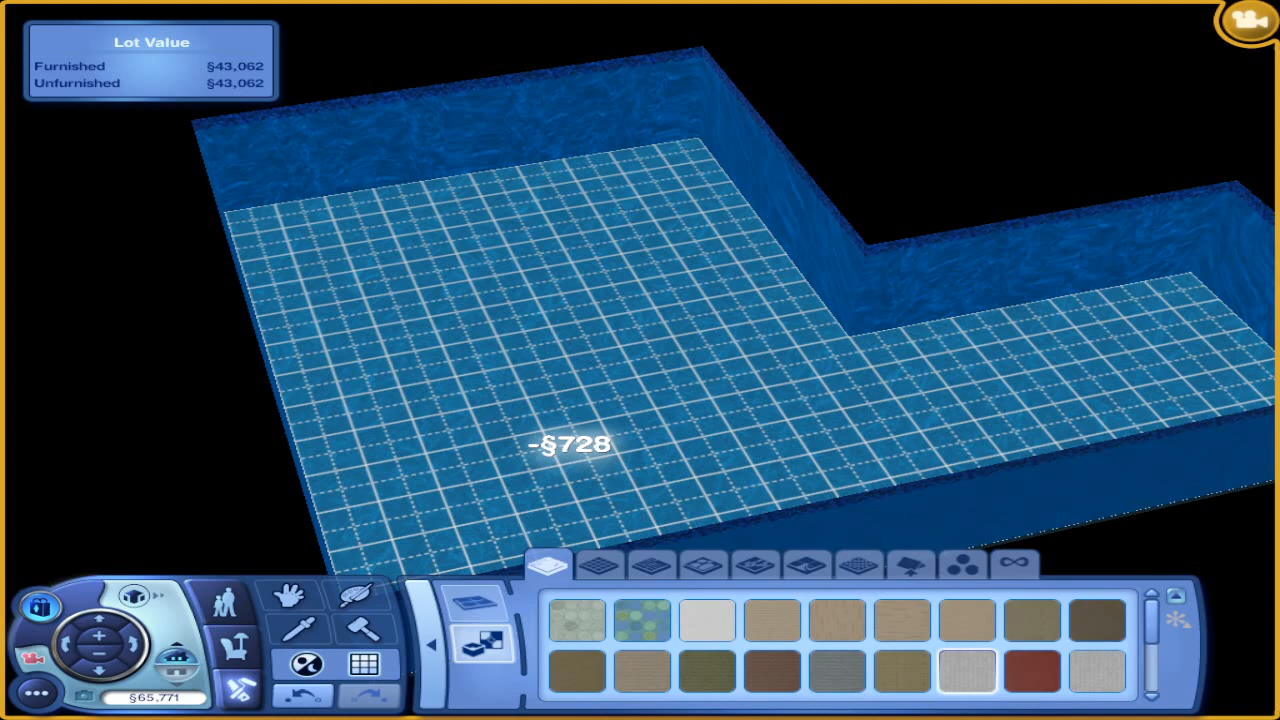 Lot Value
Furnished §43,062
Unfurnished §43,062
-§728
§65,771